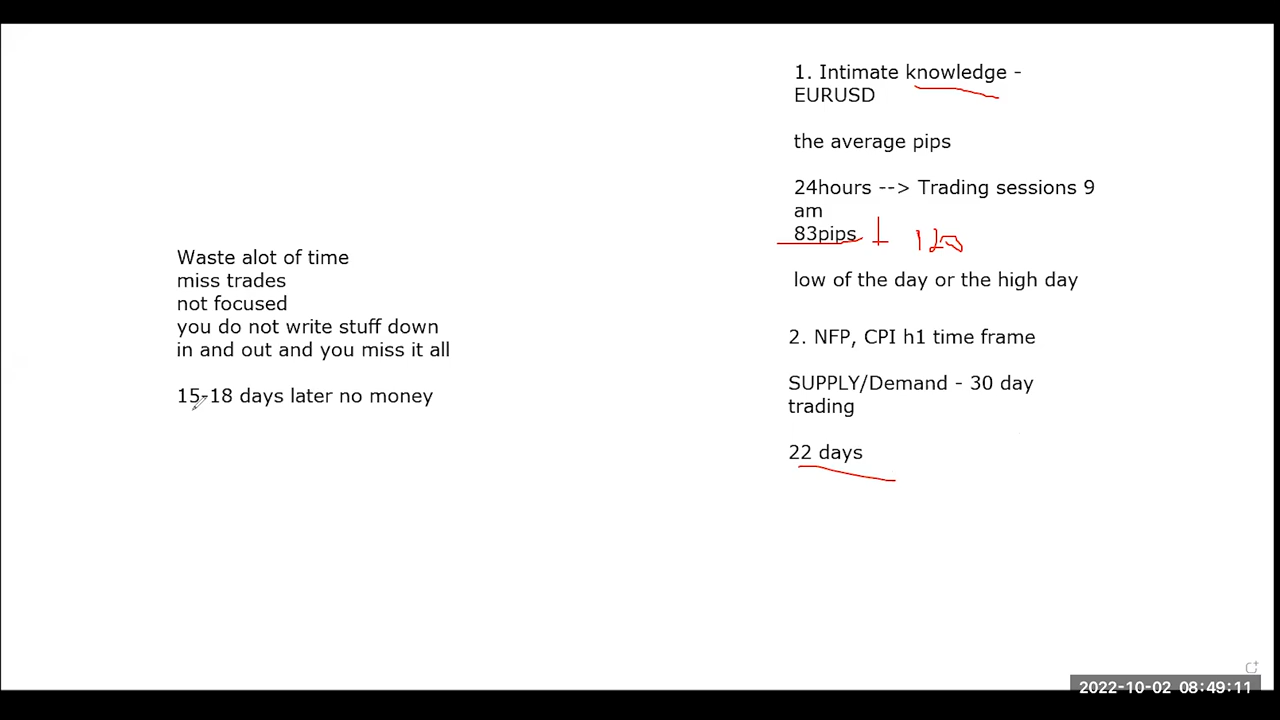 Waste alot of time
miss trades
not focused
you do not write stuff down
in and out and you miss it all
15-18 days later no money
1. Intimate knowledge -
EURUSD
the average pips
24hours --> Trading sessions 9
am
83pips 120
low of the day or the high day
2. NFP, CPI h1 time frame
SUPPLY/Demand - 30 day
trading
22 days
2022-10-02 08:49:11